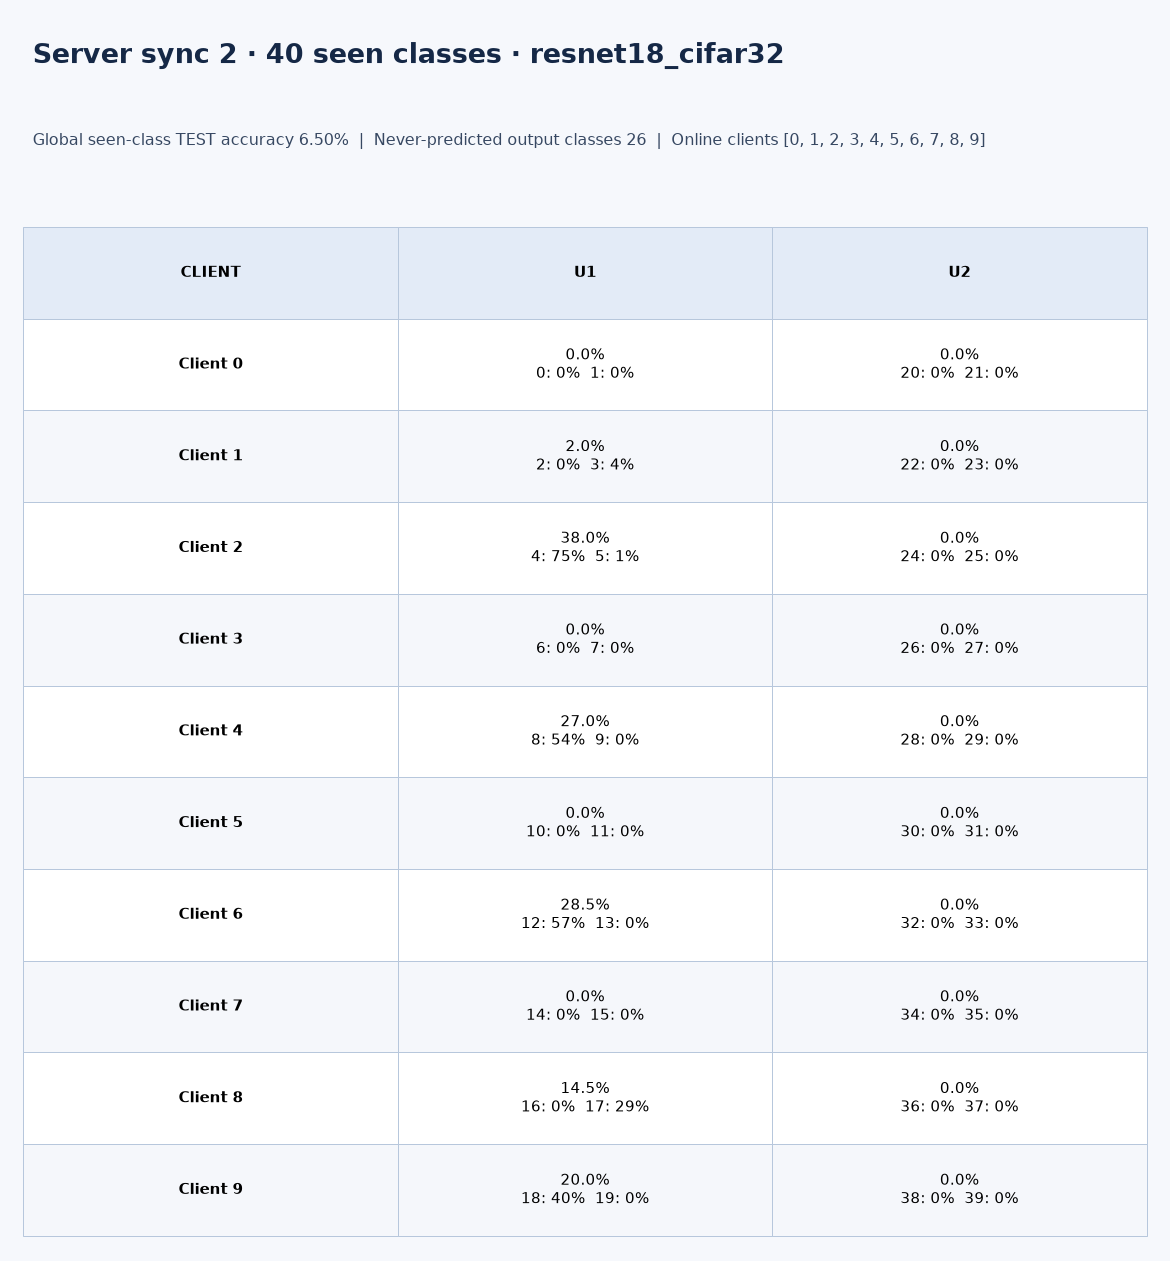 Server sync 2 · 40 seen classes · resnet18_cifar32
Global seen-class TEST accuracy 6.50%  |  Never-predicted output classes 26  |  Online clients [0, 1, 2, 3, 4, 5, 6, 7, 8, 9]
CLIENT U1 U2
Client 0
0.0%
0: 0%  1: 0%
0.0%
20: 0%  21: 0%
Client 1
2.0%
2: 0%  3: 4%
0.0%
22: 0%  23: 0%
Client 2
38.0%
4: 75%  5: 1%
0.0%
24: 0%  25: 0%
Client 3
0.0%
6: 0%  7: 0%
0.0%
26: 0%  27: 0%
Client 4
27.0%
8: 54%  9: 0%
0.0%
28: 0%  29: 0%
Client 5
0.0%
10: 0%  11: 0%
0.0%
30: 0%  31: 0%
Client 6
28.5%
12: 57%  13: 0%
0.0%
32: 0%  33: 0%
Client 7
0.0%
14: 0%  15: 0%
0.0%
34: 0%  35: 0%
Client 8
14.5%
16: 0%  17: 29%
0.0%
36: 0%  37: 0%
Client 9
20.0%
18: 40%  19: 0%
0.0%
38: 0%  39: 0%